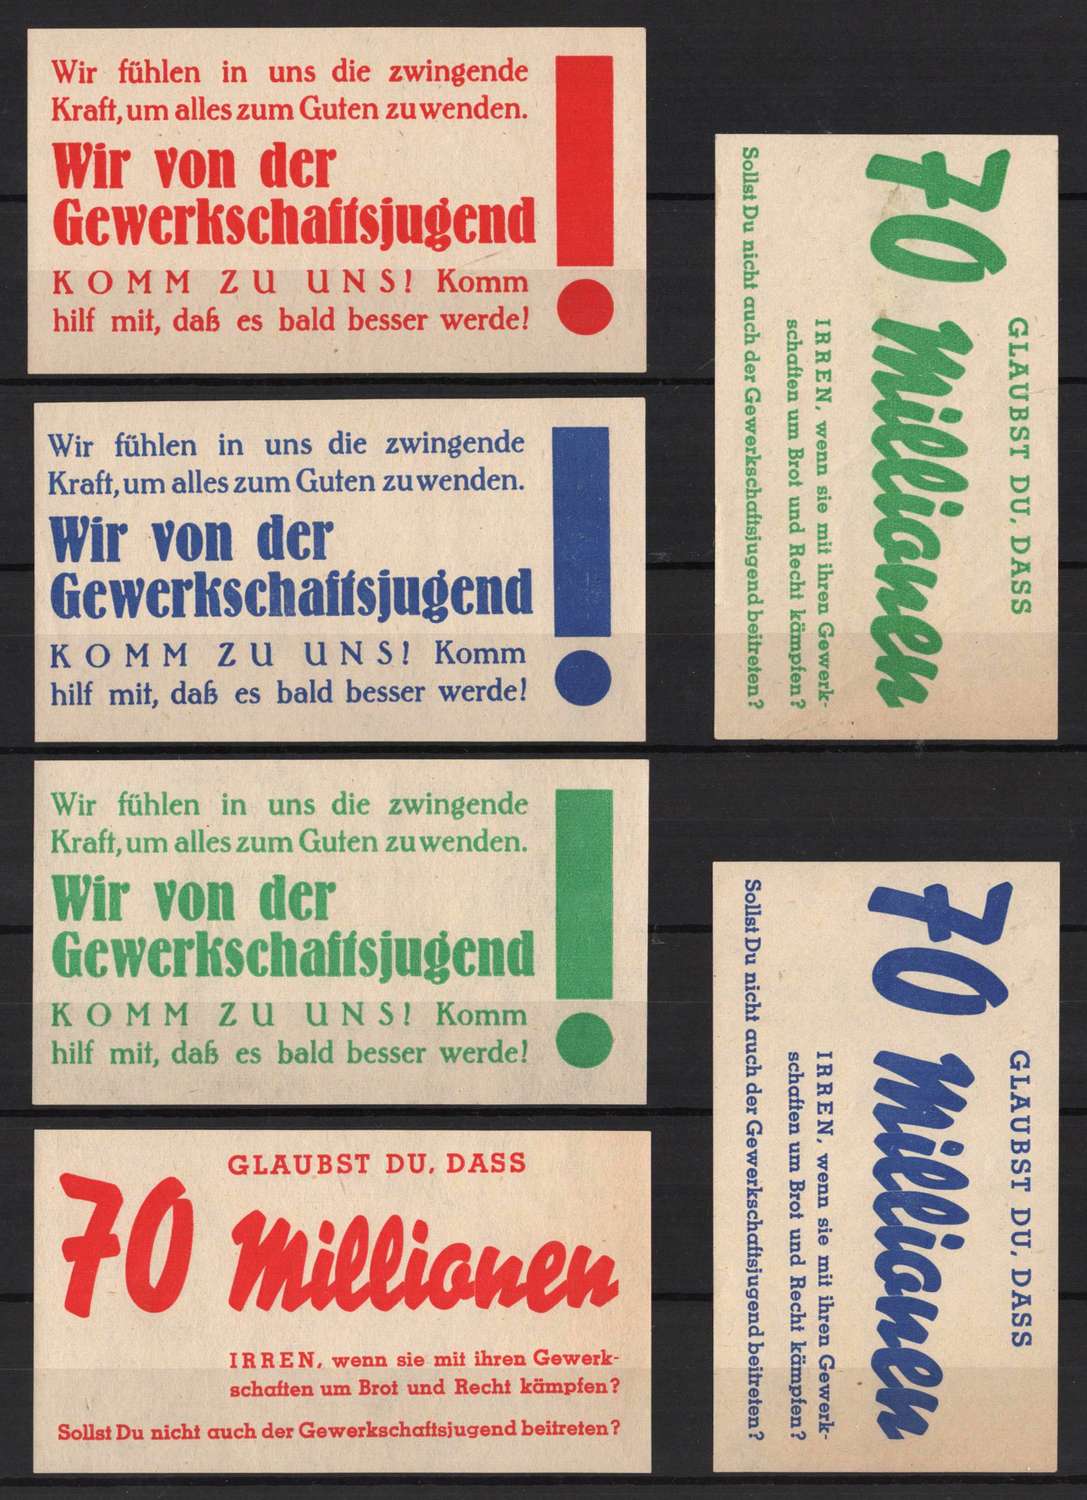 Wir fühlen in uns die zwingende
Kraft, um alles zum Guten zu wenden.
Wir von der
Gewerkschaftsjugend
KOMM ZU UNS! Komm
hilf mit, daß es bald besser werde!
!
Wir fühlen in uns die zwingende
Kraft, um alles zum Guten zu wenden.
Wir von der
Gewerkschaftsjugend
KOMM ZU UNS! Komm
hilf mit, daß es bald besser werde!
!
Wir fühlen in uns die zwingende
Kraft, um alles zum Guten zu wenden.
Wir von der
Gewerkschaftsjugend
KOMM ZU UNS! Komm
hilf mit, daß es bald besser werde!
!
GLAUBST DU, DASS
70 Millionen
IRREN, wenn sie mit ihren Gewerk-
schaften um Brot und Recht kämpfen?
Sollst Du nicht auch der Gewerkschaftsjugend beitreten?
GLAUBST DU, DASS
70 Millionen
IRREN, wenn sie mit ihren Gewerk-
schaften um Brot und Recht kämpfen?
Sollst Du nicht auch der Gewerkschaftsjugend beitreten?
GLAUBST DU, DASS
70 Millionen
IRREN, wenn sie mit ihren Gewerk-
schaften um Brot und Recht kämpfen?
Sollst Du nicht auch der Gewerkschaftsjugend beitreten?